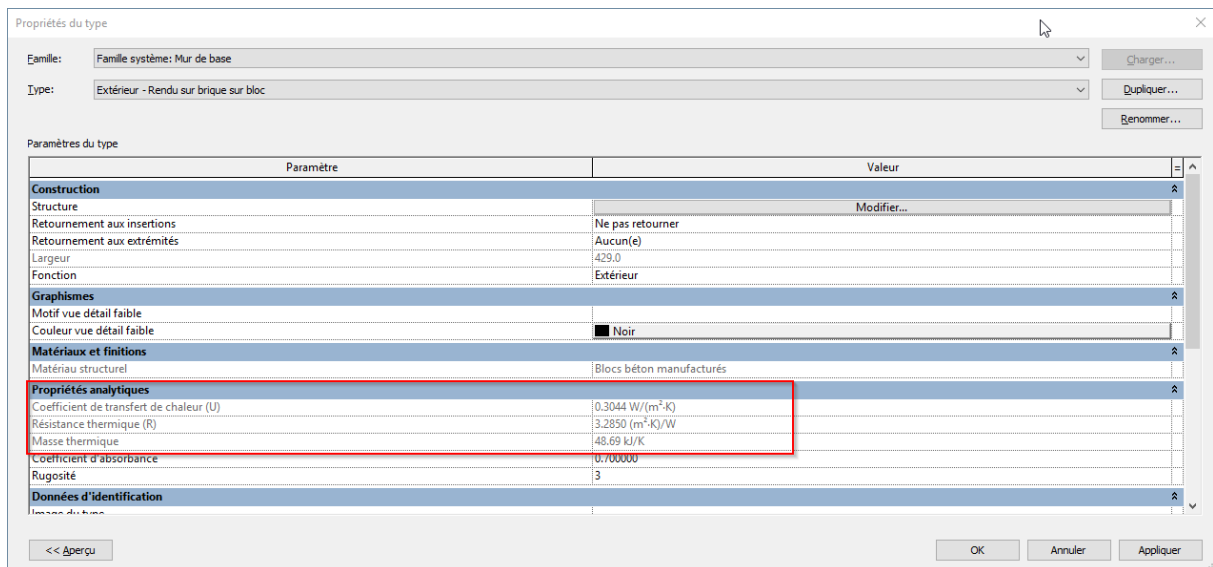 Propriétés du type
Famille: Famille système: Mur de base Charger...
Type: Extérieur - Rendu sur brique sur bloc Dupliquer...
Renommer...
Paramètres du type
Paramètre Valeur =
Construction
Structure Modifier...
Retournement aux insertions Ne pas retourner
Retournement aux extrémités Aucun(e)
Largeur 429.0
Fonction Extérieur
Graphismes
Motif vue détail faible
Couleur vue détail faible Noir
Matériaux et finitions
Matériau structurel Blocs béton manufacturés
Propriétés analytiques
Coefficient de transfert de chaleur (U) 0.3044 W/(m²·K)
Résistance thermique (R) 3.2850 (m²·K)/W
Masse thermique 48.69 kJ/K
Coefficient d'absorbance 0.700000
Rugosité 3
Données d'identification
Image du type
<< Aperçu OK Annuler Appliquer